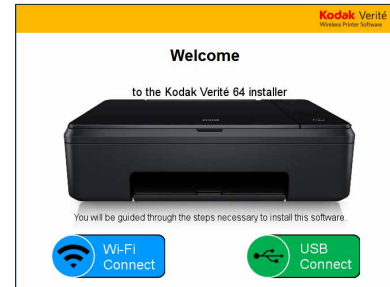 Kodak Verité
Wireless Printer Software
Welcome
to the Kodak Verité 64 installer
You will be guided through the steps necessary to install this software.
Wi-Fi
Connect
USB
Connect